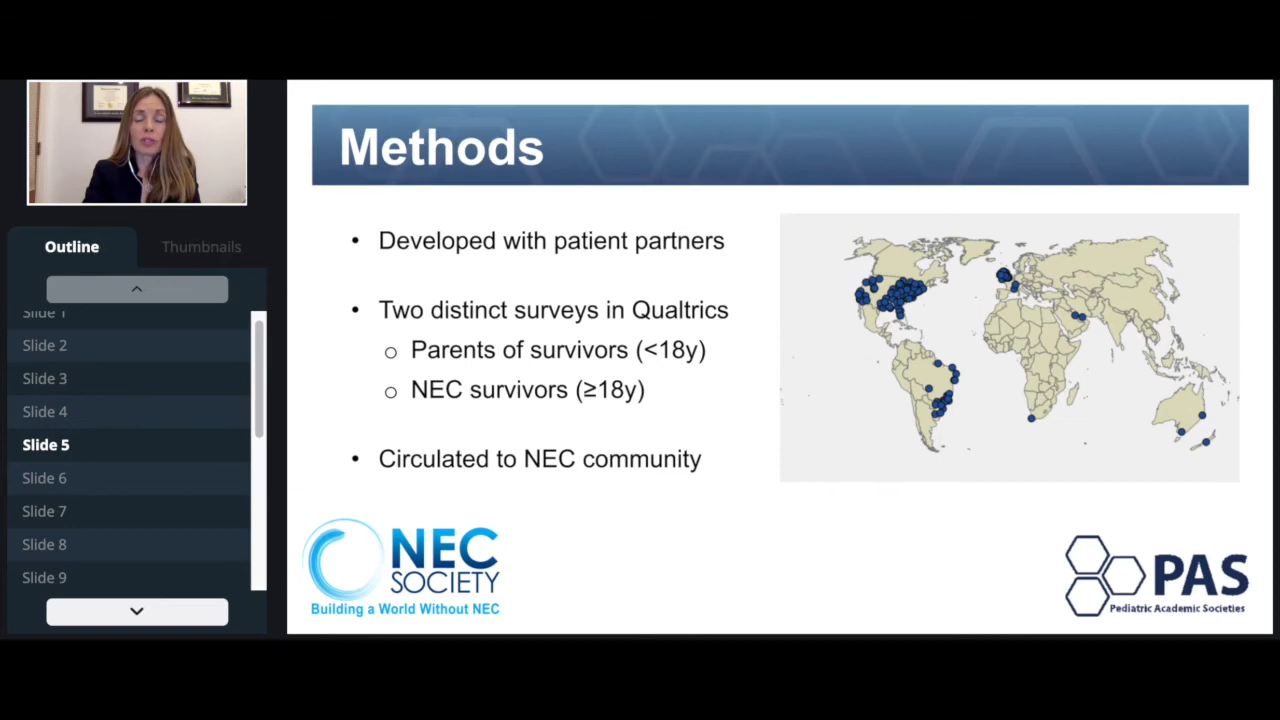 Outline
Thumbnails
Slide 1
Slide 2
Slide 3
Slide 4
Slide 5
Slide 6
Slide 7
Slide 8
Slide 9
Methods
• Developed with patient partners
• Two distinct surveys in Qualtrics
o Parents of survivors (<18y)
o NEC survivors (≥18y)
• Circulated to NEC community
NEC
SOCIETY
Building a World Without NEC
PAS
Pediatric Academic Societies